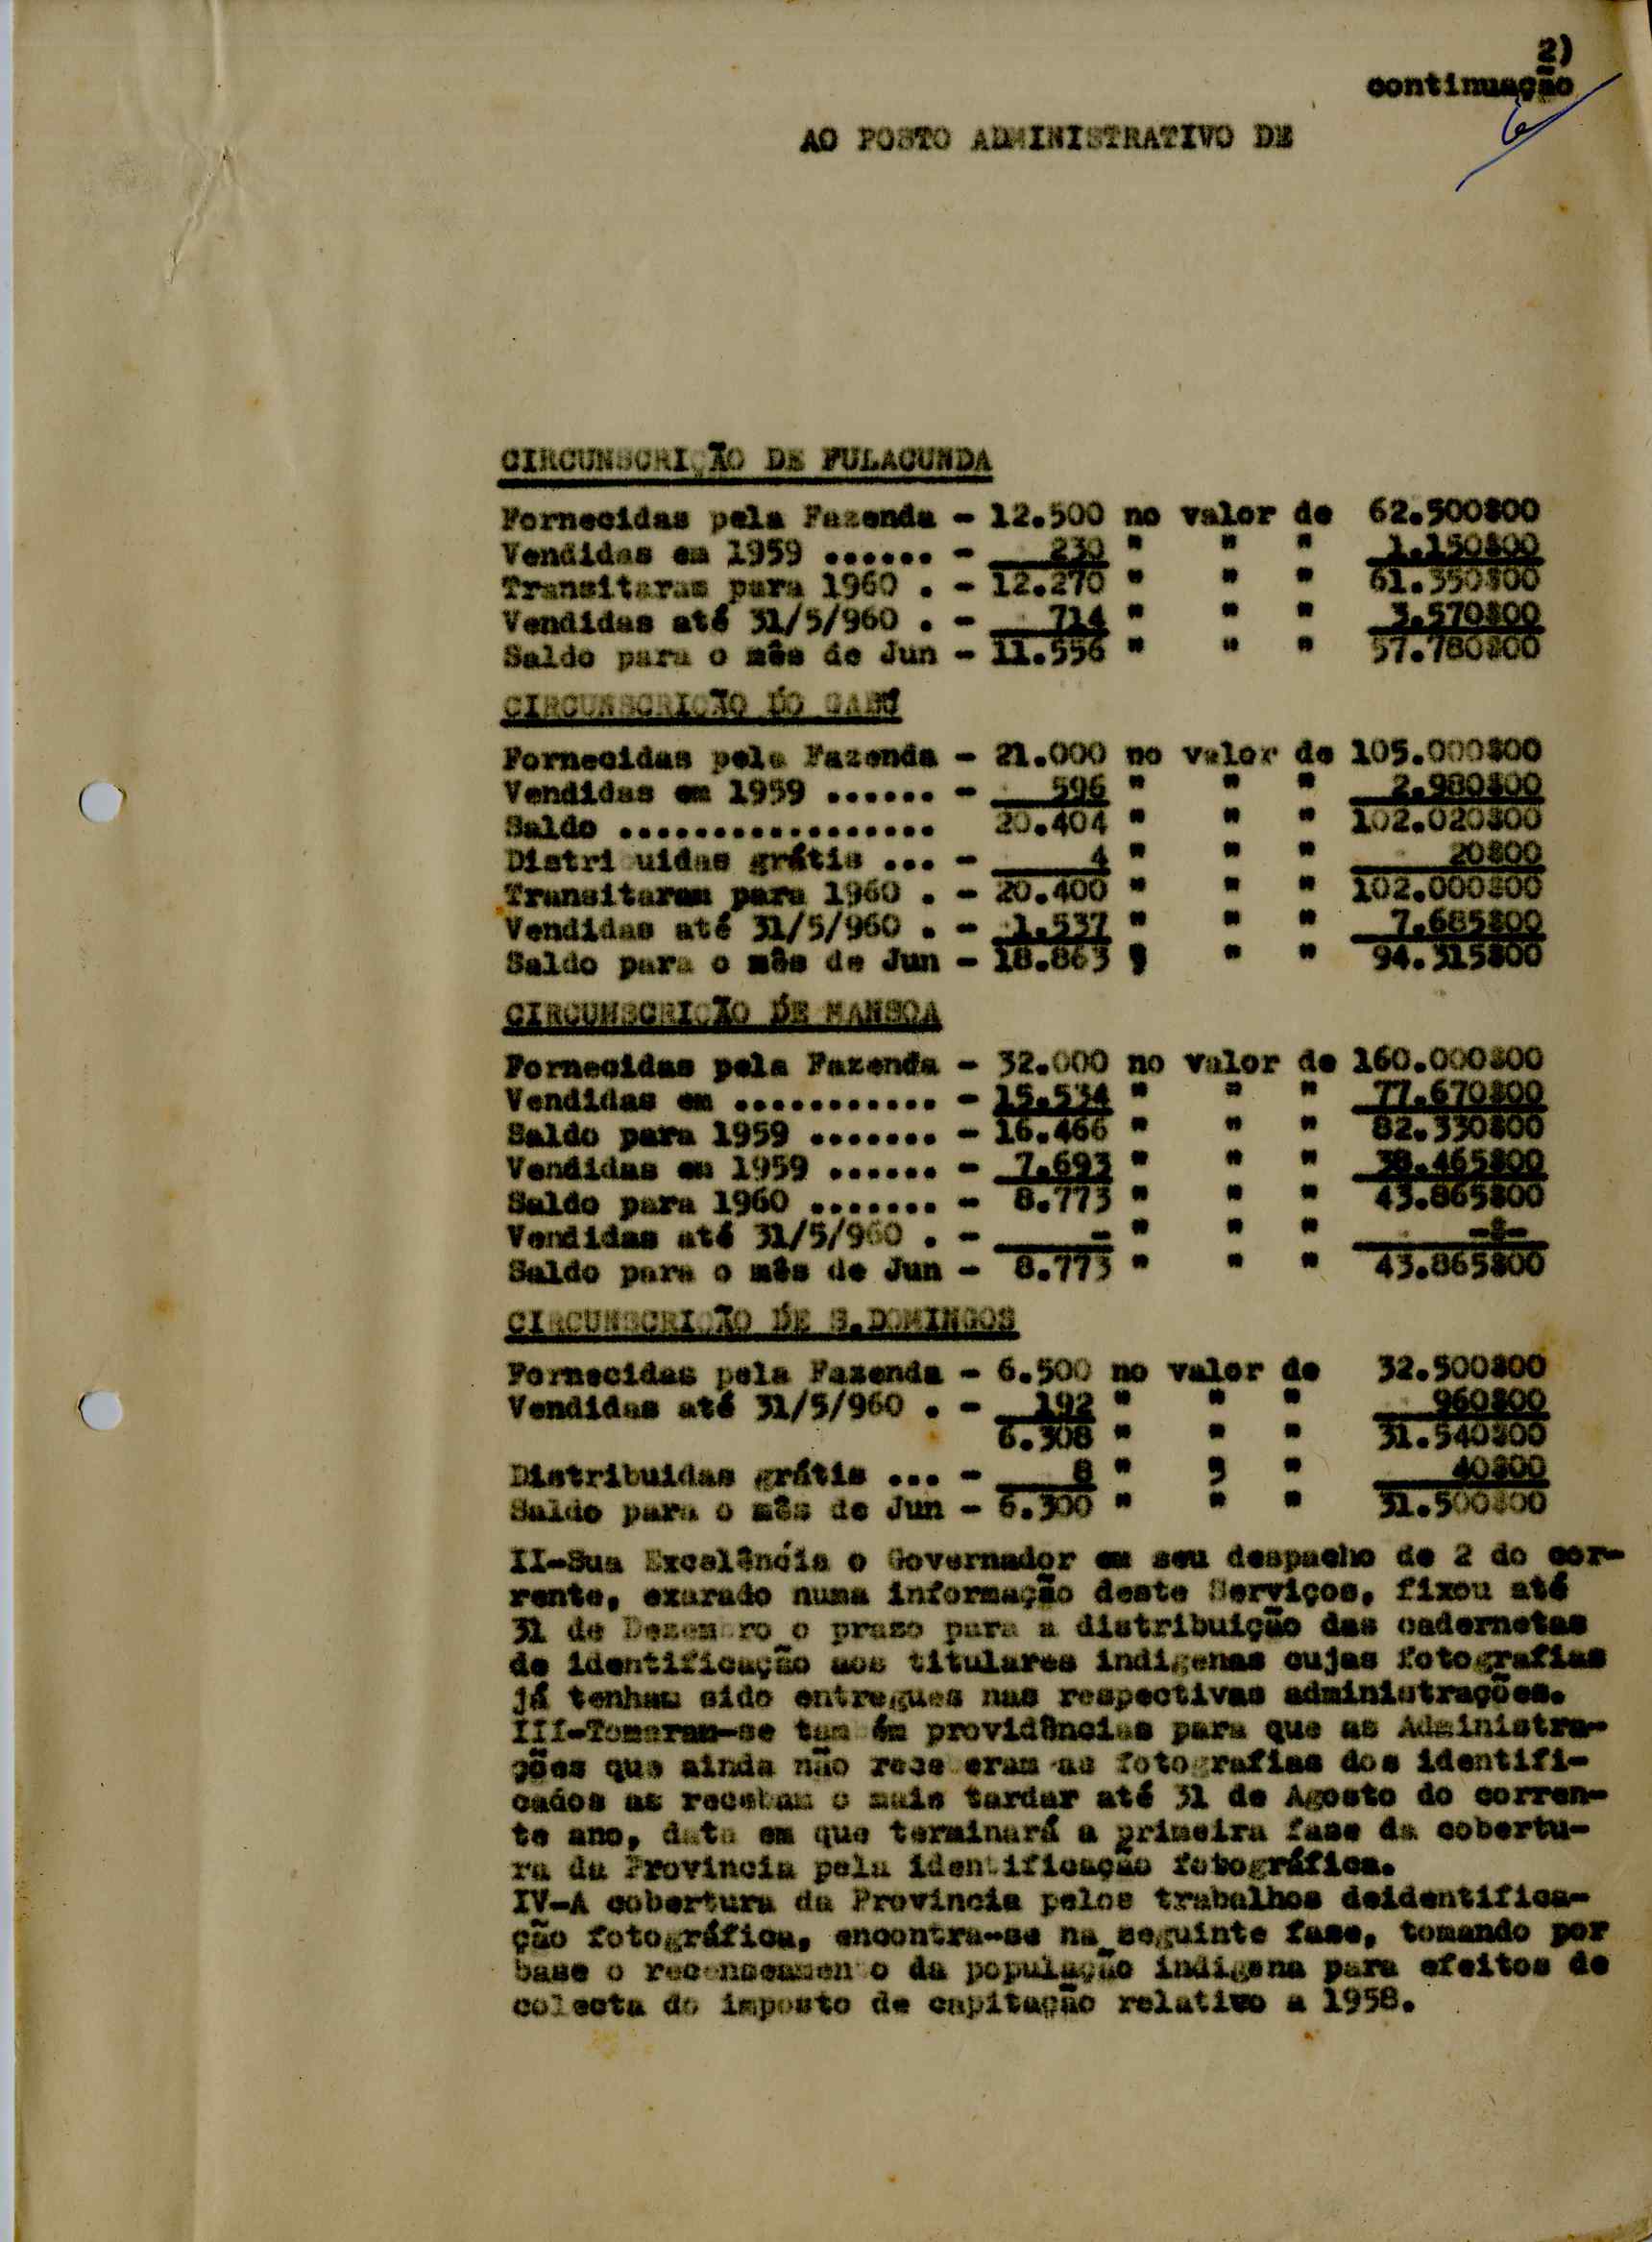 2)
continuação
AO POSTO ADMINISTRATIVO DE
CIRCUNSCRIÇÃO DE FULACUNDA
Fornecidas pela Fazenda - 12.500 no valor de 62.500$00
Vendidas em 1959 ...... - 230 " " " 1.150$00
Transitaram para 1960 . - 12.270 " " " 61.350$00
Vendidas até 31/5/960 . - 714 " " " 3.570$00
Saldo para o mês de Jun - 11.556 " " " 57.780$00
CIRCUNSCRIÇÃO DO GABÚ
Fornecidas pela Fazenda - 21.000 no valor de 105.000$00
Vendidas em 1959 ...... - 596 " " " 2.980$00
Saldo ................. 20.404 " " " 102.020$00
Distribuidas grátis ... - 4 " " " 20$00
Transitaram para 1960 . - 20.400 " " " 102.000$00
Vendidas até 31/5/960 . - 1.537 " " " 7.685$00
Saldo para o mês de Jun - 18.863 9 " " 94.315$00
CIRCUNSCRIÇÃO DE MANSOA
Fornecidas pela Fazenda - 32.000 no valor de 160.000$00
Vendidas em ........... - 15.534 " " " 77.670$00
Saldo para 1959 ....... - 16.466 " " " 82.330$00
Vendidas em 1959 ...... - 7.693 " " " 38.465$00
Saldo para 1960 ....... - 8.773 " " " 43.865$00
Vendidas até 31/5/960 . - - " " " -$-
Saldo para o mês de Jun - 8.773 " " " 43.865$00
CIRCUNSCRIÇÃO DE S.DOMINGOS
Fornecidas pela Fazenda - 6.500 no valor de 32.500$00
Vendidas até 31/5/960 . - 192 " " " 960$00
6.308 " " " 31.540$00
Distribuidas grátis ... - 8 " 9 " 40$00
Saldo para o mês de Jun - 6.300 " " " 31.500$00
II-Sua Excelência o Governador em seu despacho de 2 do cor-
rente, exarado numa informação deste Serviços, fixou até
31 de Dezembro o prazo para a distribuição das cadernetas
de identificação aos titulares indigenas cujas fotografias
já tenham sido entregues nas respectivas administrações.
III-Tomaram-se também providências para que as Administra-
ções que ainda não receberam as fotografias dos identifi-
cados as recebam o mais tardar até 31 de Agosto do corren-
te ano, data em que terminará a primeira fase da cobertu-
ra da Provincia pela identificação fotográfica.
IV-A cobertura da Provincia pelos trabalhos deidentifica-
ção fotográfica, encontra-se na seguinte fase, tomando por
base o recenseamento da população indigena para efeitos de
colecta do imposto de capitação relativo a 1958.